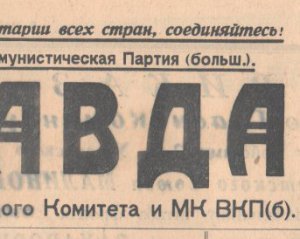 тарии всех стран, соединяйтесь!
мунистическая Партия (больш.).
АВДА
ого Комитета и МК ВКП(б).